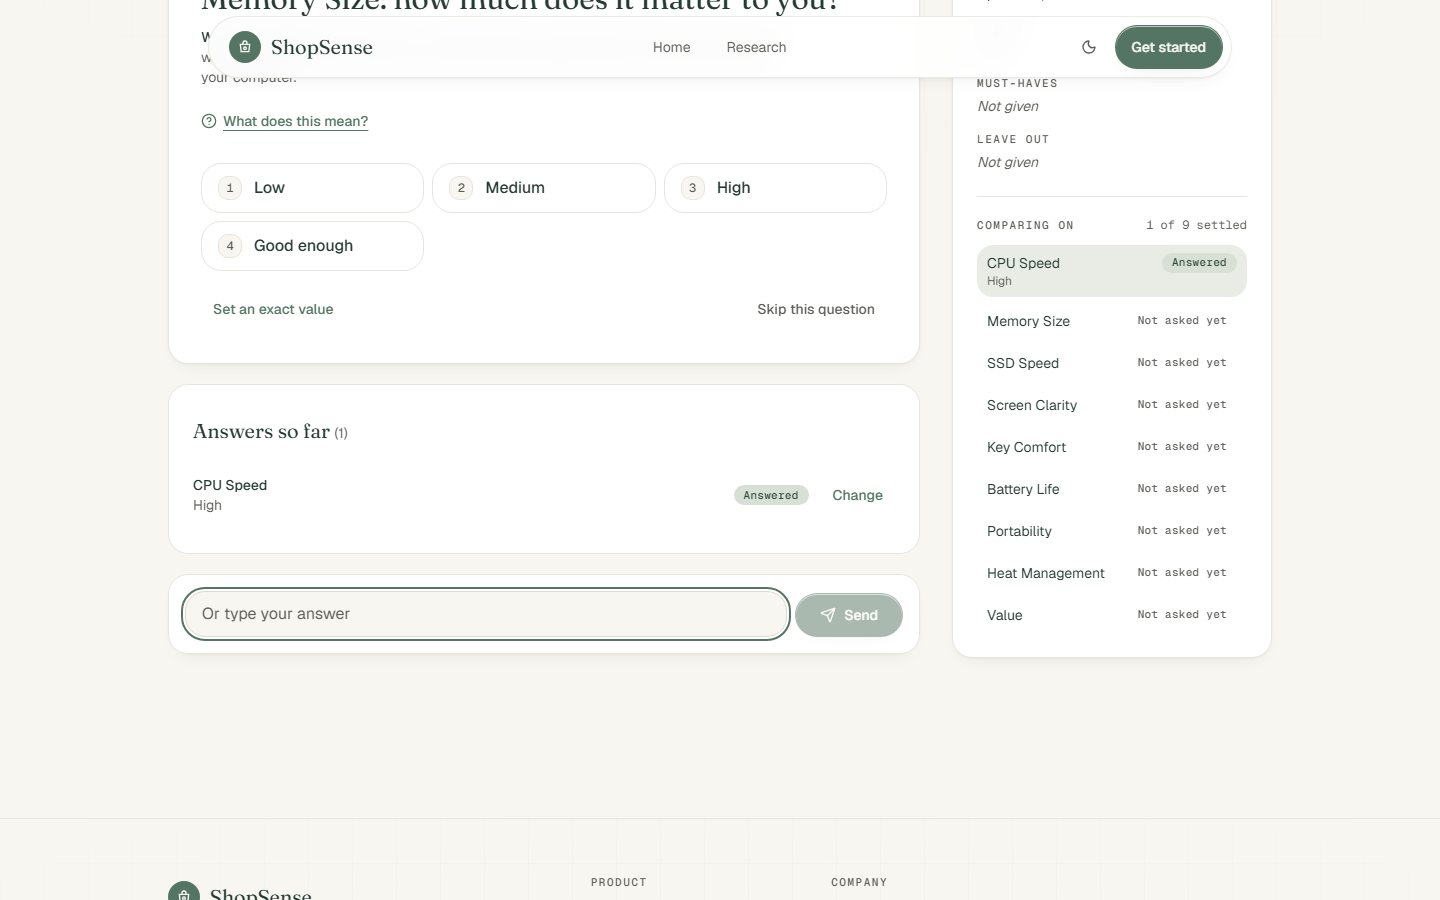 Memory Size: how much does it matter to you?
ShopSense
Home
Research
Get started
your computer.
What does this mean?
1 Low
2 Medium
3 High
4 Good enough
Set an exact value
Skip this question
Answers so far (1)
CPU Speed
High
Answered
Change
Or type your answer
Send
MUST-HAVES
Not given
LEAVE OUT
Not given
COMPARING ON
1 of 9 settled
CPU Speed
Answered
High
Memory Size
Not asked yet
SSD Speed
Not asked yet
Screen Clarity
Not asked yet
Key Comfort
Not asked yet
Battery Life
Not asked yet
Portability
Not asked yet
Heat Management
Not asked yet
Value
Not asked yet
ShopSense
PRODUCT
COMPANY